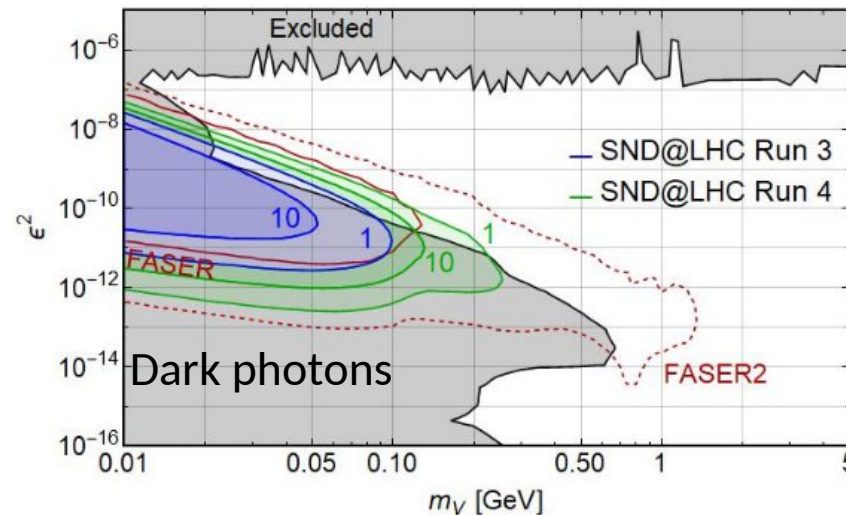 Excluded
10⁻⁶
10⁻⁸
10⁻¹⁰
10⁻¹²
10⁻¹⁴
10⁻¹⁶
ε²
SND@LHC Run 3
SND@LHC Run 4
10
1
10
1
FASER
FASER2
Dark photons
0.01
0.05
0.10
0.50
1
5
m_V [GeV]